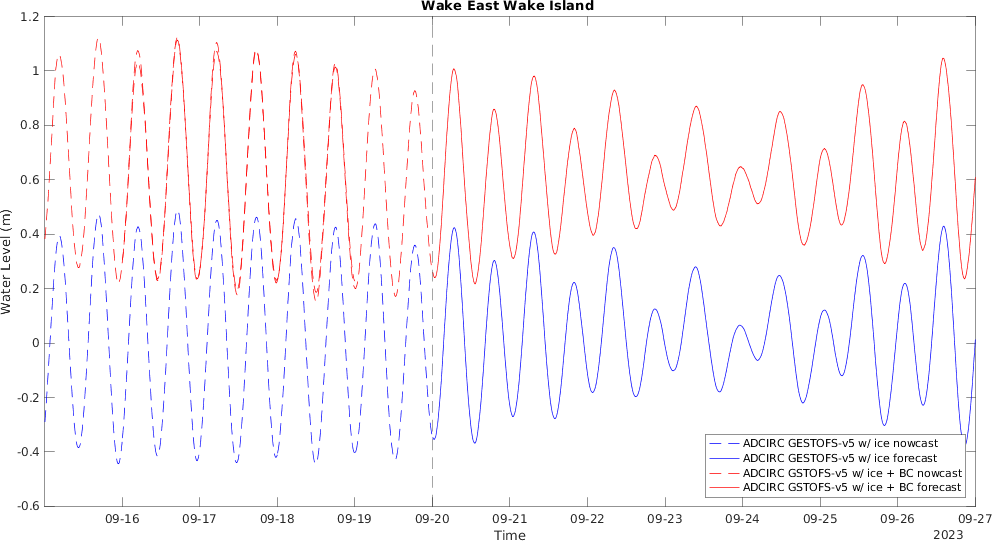 Wake East Wake Island
1.2
1
0.8
0.6
0.4
0.2
0
-0.2
-0.4
-0.6
Water Level (m)
09-16 09-17 09-18 09-19 09-20 09-21 09-22 09-23 09-24 09-25 09-26 09-27
Time
2023
ADCIRC GESTOFS-v5 w/ ice nowcast
ADCIRC GESTOFS-v5 w/ ice forecast
ADCIRC GSTOFS-v5 w/ ice + BC nowcast
ADCIRC GSTOFS-v5 w/ ice + BC forecast